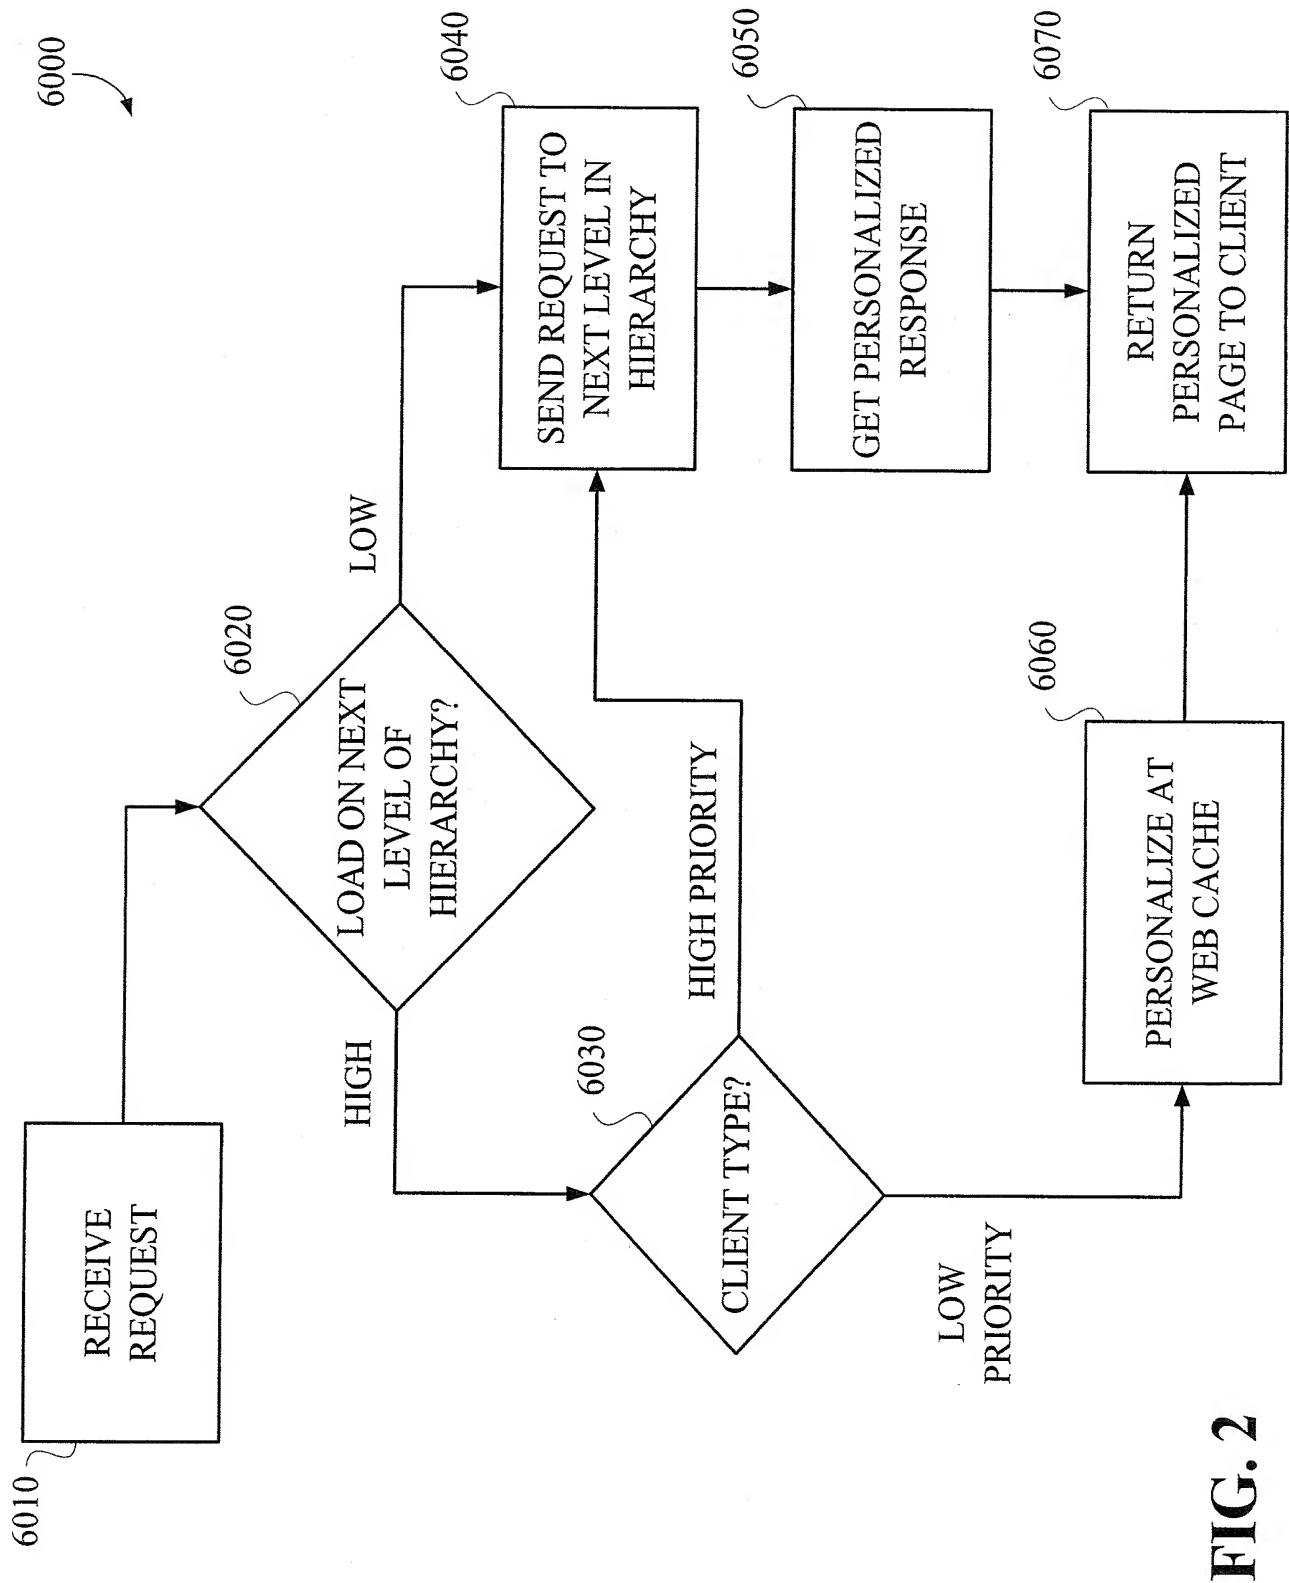 6000
6010
RECEIVE
REQUEST
6020
LOAD ON NEXT
LEVEL OF
HIERARCHY?
HIGH
LOW
6030
CLIENT TYPE?
HIGH PRIORITY
LOW
PRIORITY
6040
SEND REQUEST TO
NEXT LEVEL IN
HIERARCHY
6050
GET PERSONALIZED
RESPONSE
6060
PERSONALIZE AT
WEB CACHE
6070
RETURN
PERSONALIZED
PAGE TO CLIENT
FIG. 2